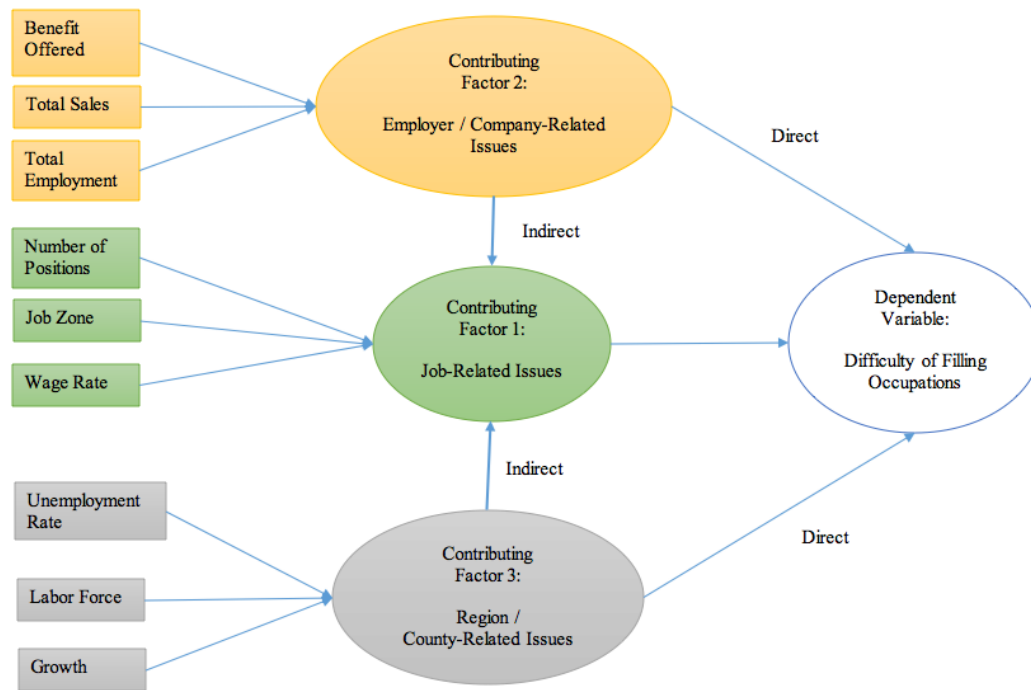 Benefit
Offered
Total Sales
Total
Employment
Contributing
Factor 2:
Employer / Company-Related
Issues
Direct
Indirect
Number of
Positions
Job Zone
Wage Rate
Contributing
Factor 1:
Job-Related Issues
Dependent
Variable:
Difficulty of Filling
Occupations
Indirect
Unemployment
Rate
Labor Force
Growth
Contributing
Factor 3:
Region /
County-Related Issues
Direct